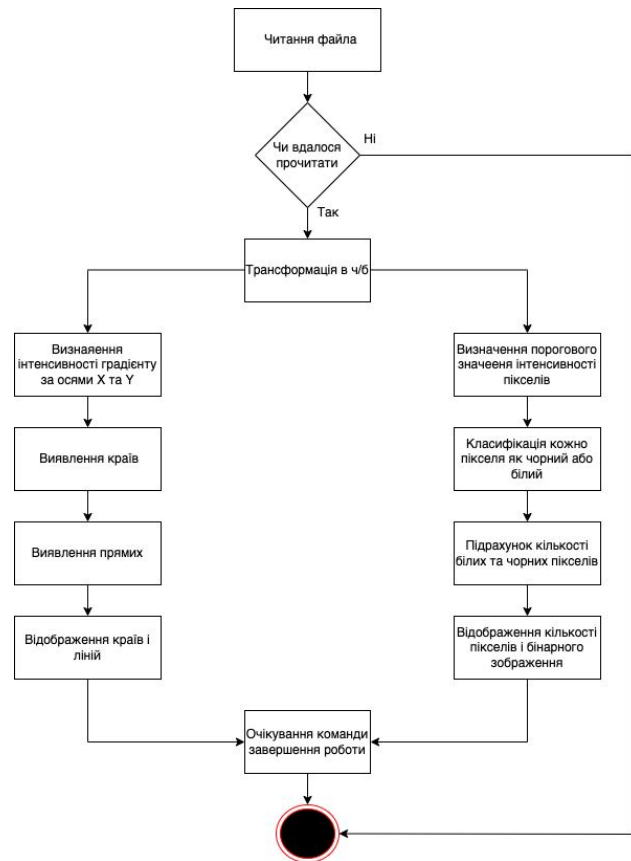 Читання файла
Чи вдалося
прочитати
Ні
Так
Трансформація в ч/б
Визнаяення
інтенсивності градієнту
за осями X та Y
Виявлення країв
Виявлення прямих
Відображення країв і
ліній
Визначення порогового
значееня інтенсивності
пікселів
Класифікація кожно
пікселя як чорний або
білий
Підрахунок кількості
білих та чорних пікселів
Відображення кількості
пікселів і бінарного
зображення
Очікування команди
завершення роботи